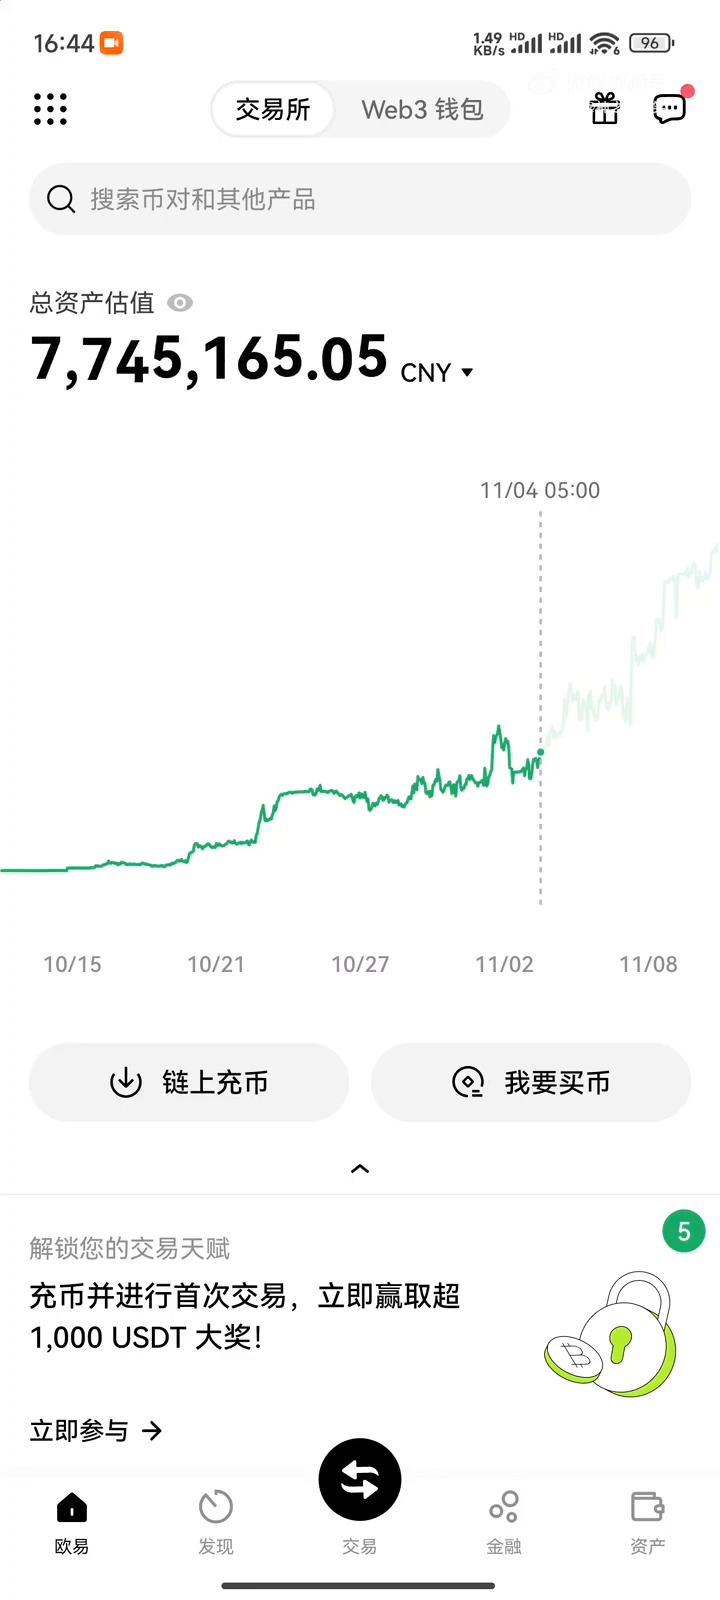 16:44
1.49 KB/s HD HD 6 96
交易所 Web3 钱包
搜索币对和其他产品
总资产估值
7,745,165.05 CNY
11/04 05:00
10/15 10/21 10/27 11/02 11/08
链上充币 我要买币
5
解锁您的交易天赋
充币并进行首次交易，立即赢取超
1,000 USDT 大奖！
立即参与 →
欧易 发现 交易 金融 资产